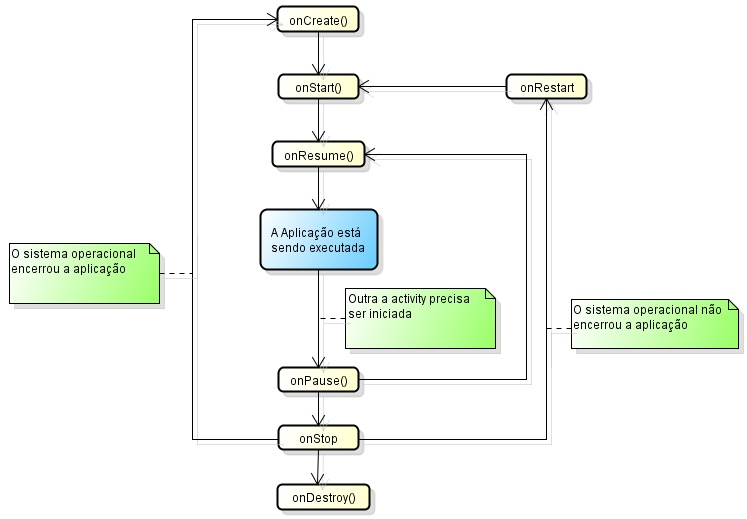 onCreate()
onStart()
onRestart
onResume()
A Aplicação está
sendo executada
O sistema operacional
encerrou a aplicação
Outra a activity precisa
ser iniciada
O sistema operacional não
encerrou a aplicação
onPause()
onStop
onDestroy()